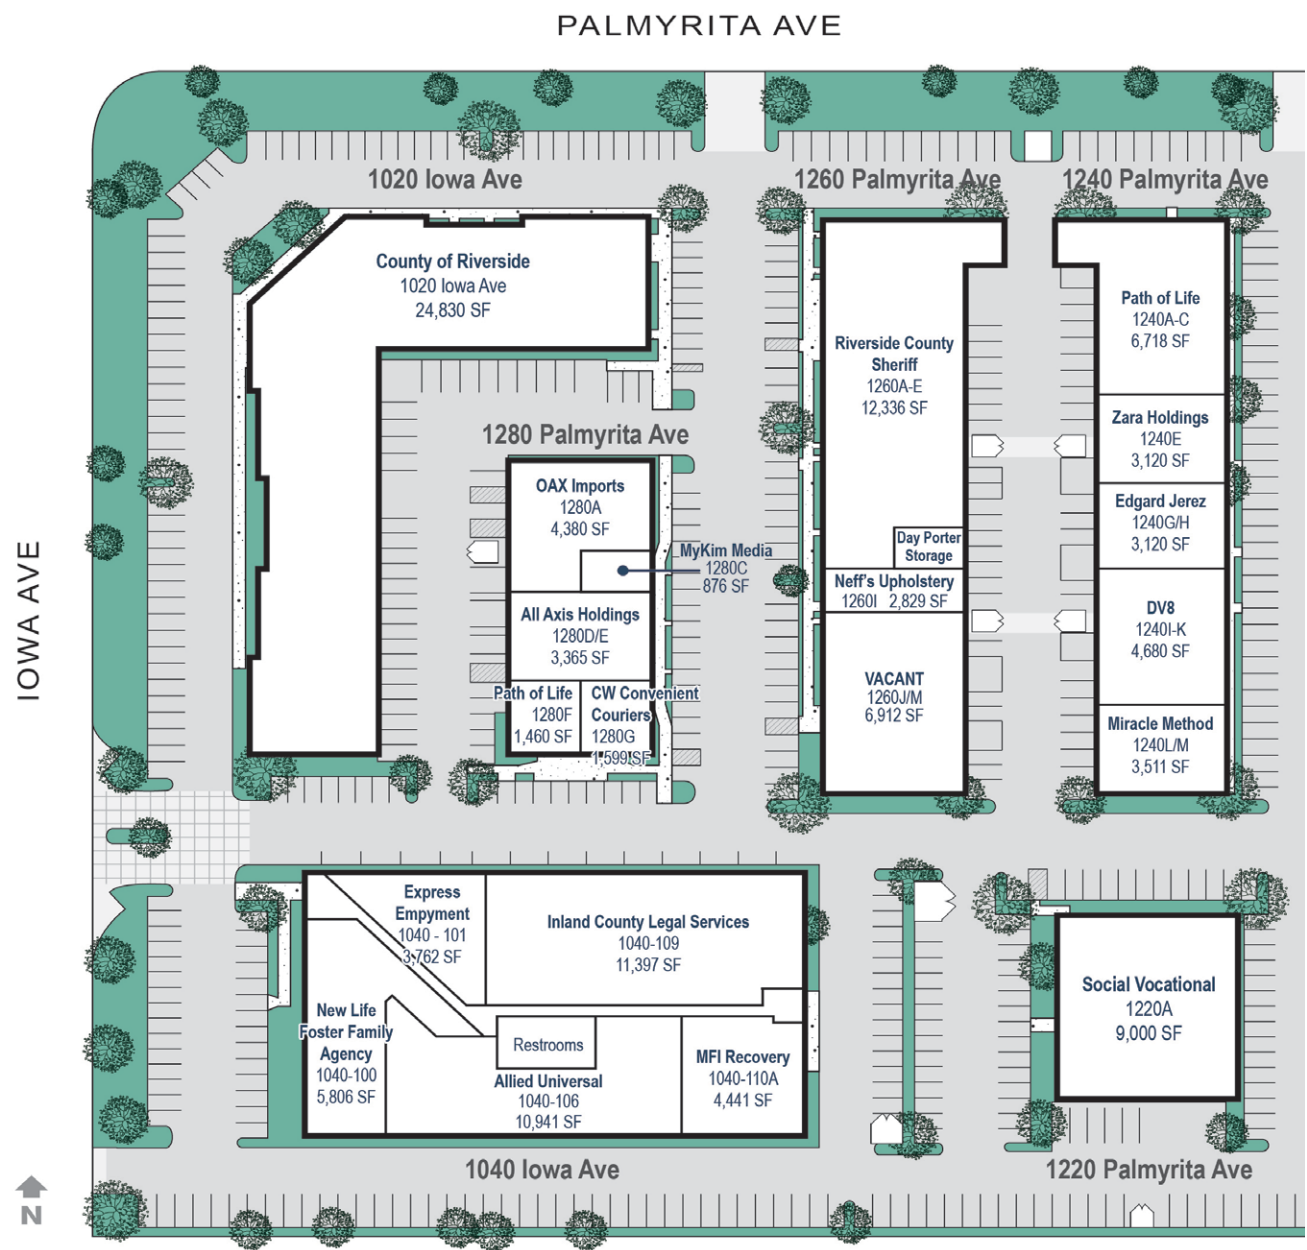 PALMYRITA AVE
1020 Iowa Ave
1260 Palmyrita Ave
1240 Palmyrita Ave
County of Riverside
1020 Iowa Ave
24,830 SF
Riverside County
Sheriff
1260A-E
12,336 SF
Path of Life
1240A-C
6,718 SF
Zara Holdings
1240E
3,120 SF
1280 Palmyrita Ave
OAX Imports
1280A
4,380 SF
Edgard Jerez
1240G/H
3,120 SF
Day Porter
Storage
MyKim Media
1280C
876 SF
Neff's Upholstery
1260I 2,829 SF
All Axis Holdings
1280D/E
3,365 SF
DV8
1240I-K
4,680 SF
IOWA AVE
Path of Life
1280F
1,460 SF
CW Convenient
Couriers
1280G
1,599 SF
VACANT
1260J/M
6,912 SF
Miracle Method
1240L/M
3,511 SF
Express
Empyment
1040 - 101
3,762 SF
Inland County Legal Services
1040-109
11,397 SF
New Life
Foster Family
Agency
1040-100
5,806 SF
Restrooms
Allied Universal
1040-106
10,941 SF
MFI Recovery
1040-110A
4,441 SF
Social Vocational
1220A
9,000 SF
1040 Iowa Ave
1220 Palmyrita Ave
N